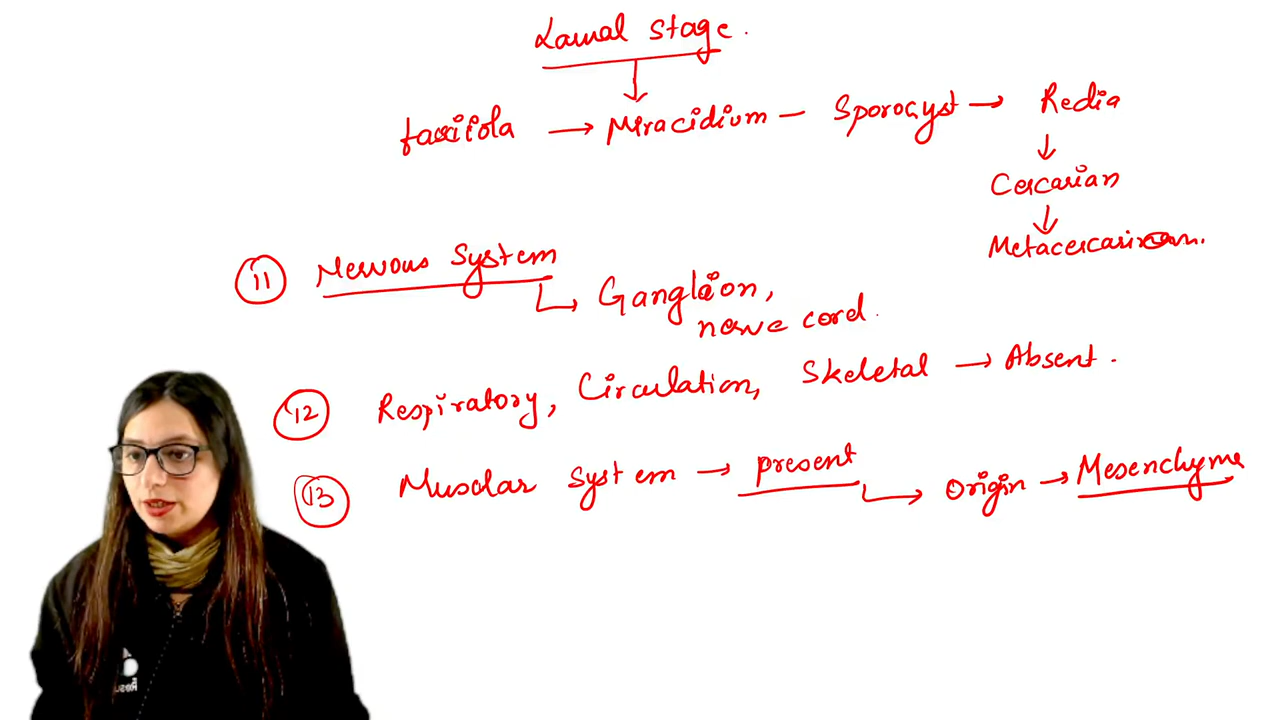 Larval stage.
fasciola → Miracidium — Sporocyst → Redia
↓
Cercarian
↓
Metacercarian.
11 Nervous System
Ganglion,
nerve cord.
12 Respiratory, Circulation, Skeletal → Absent.
13 Muscular System → present
Origin → Mesenchyme